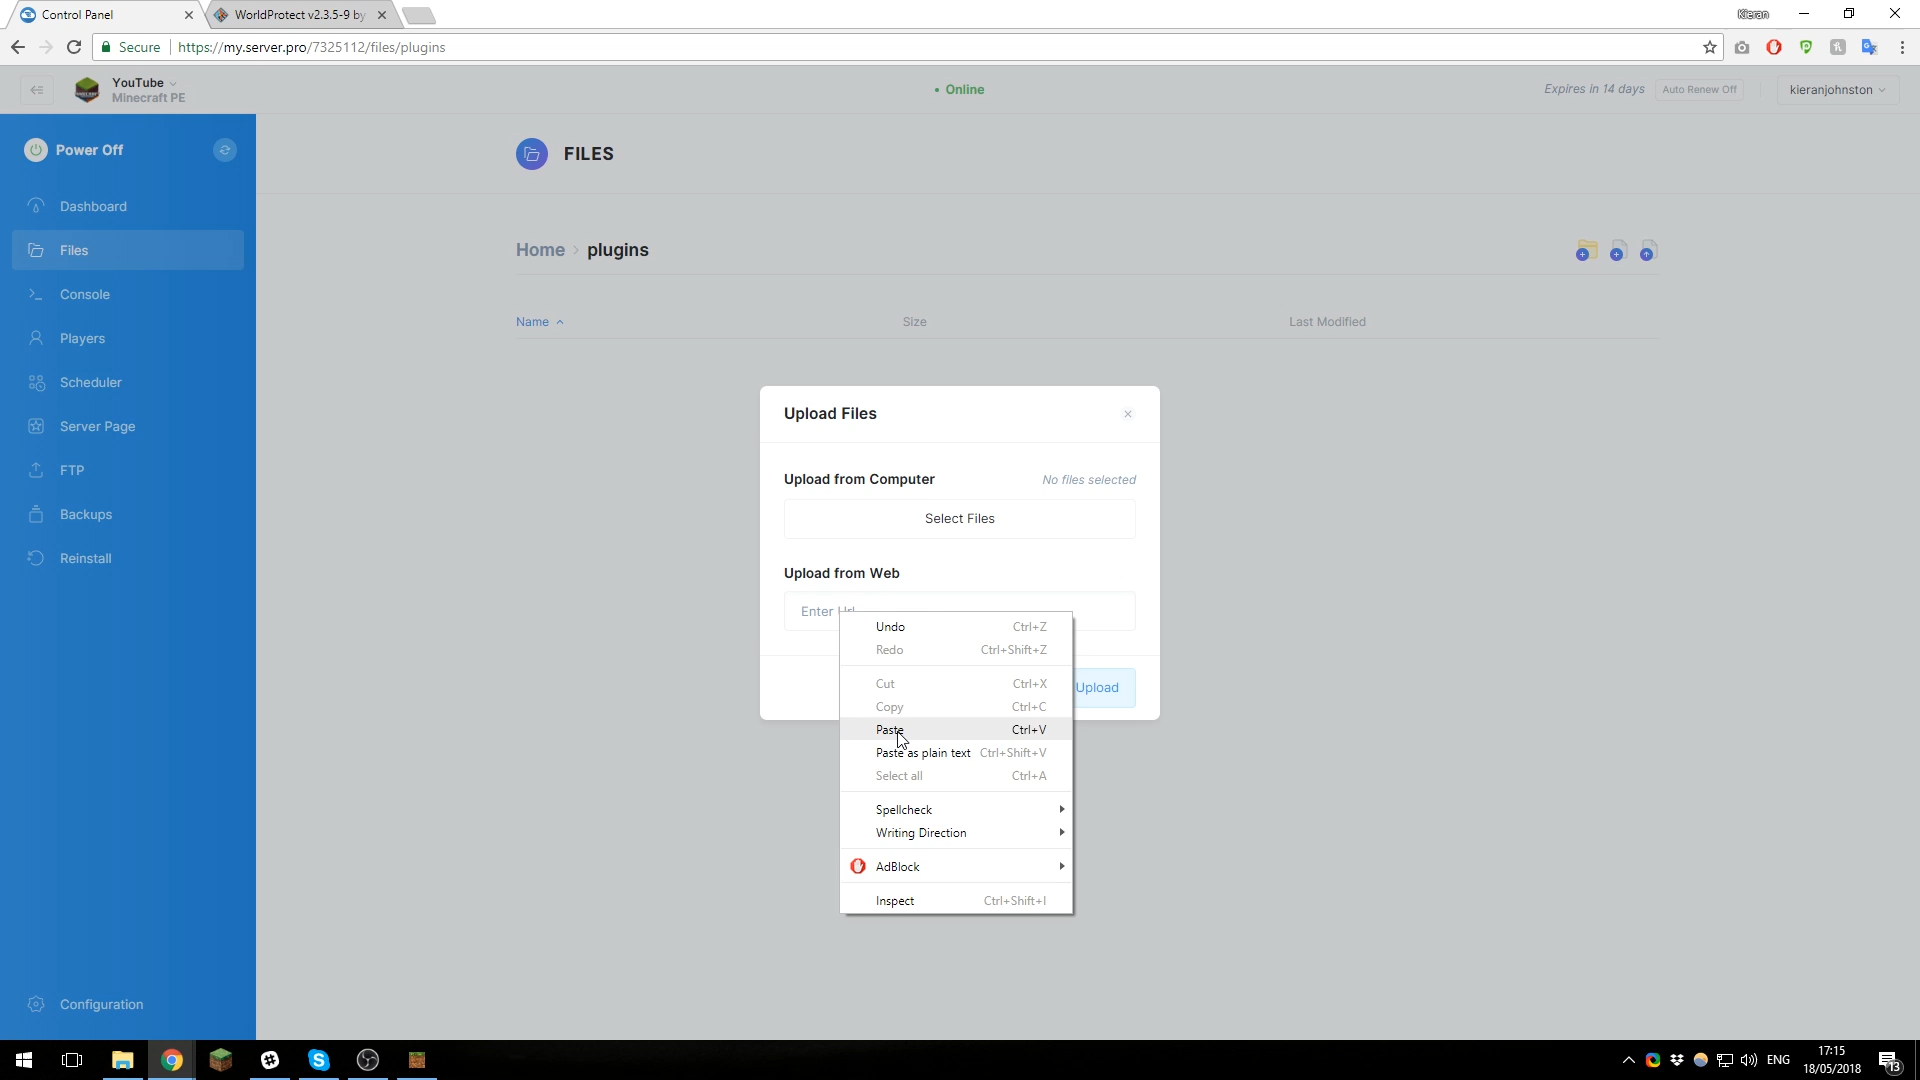 Control Panel
WorldProtect v2.3.5-9 by
Kieran
Secure
https://my.server.pro/7325112/files/plugins
YouTube
Minecraft PE
Online
Expires in 14 days
Auto Renew Off
kieranjohnston
Power Off
FILES
Dashboard
Files
Home
plugins
Console
Name
Size
Last Modified
Players
Scheduler
Upload Files
Server Page
FTP
Upload from Computer
No files selected
Select Files
Backups
Reinstall
Upload from Web
Enter Url
Undo Ctrl+Z
Redo Ctrl+Shift+Z
Cut Ctrl+X
Upload
Copy Ctrl+C
Paste Ctrl+V
Paste as plain text Ctrl+Shift+V
Select all Ctrl+A
Spellcheck
Writing Direction
AdBlock
Inspect Ctrl+Shift+I
Configuration
ENG
17:15
18/05/2018
13